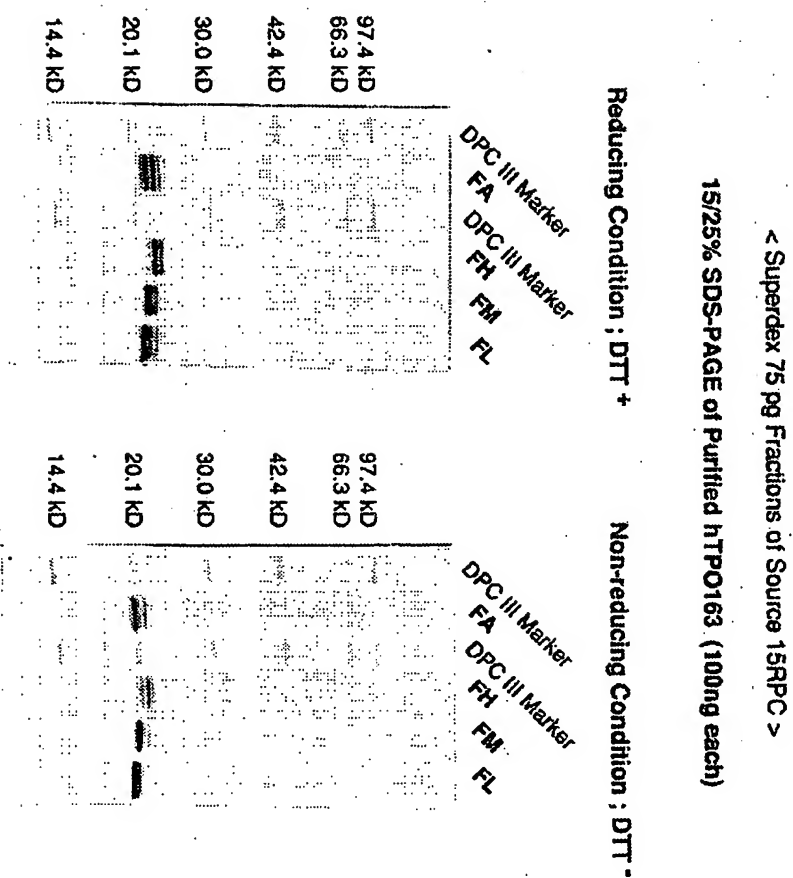 < Superdex 75 pg Fractions of Source 15RPC >
15/25% SDS-PAGE of Purified hTPO163 (100ng each)
Reducing Condition ; DTT +
DPC III Marker
FA
DPC III Marker
FH
FM
FL
97.4 kD
66.3 kD
42.4 kD
30.0 kD
20.1 kD
14.4 kD
Non-reducing Condition ; DTT -
DPC III Marker
FA
DPC III Marker
FH
FM
FL
97.4 kD
66.3 kD
42.4 kD
30.0 kD
20.1 kD
14.4 kD